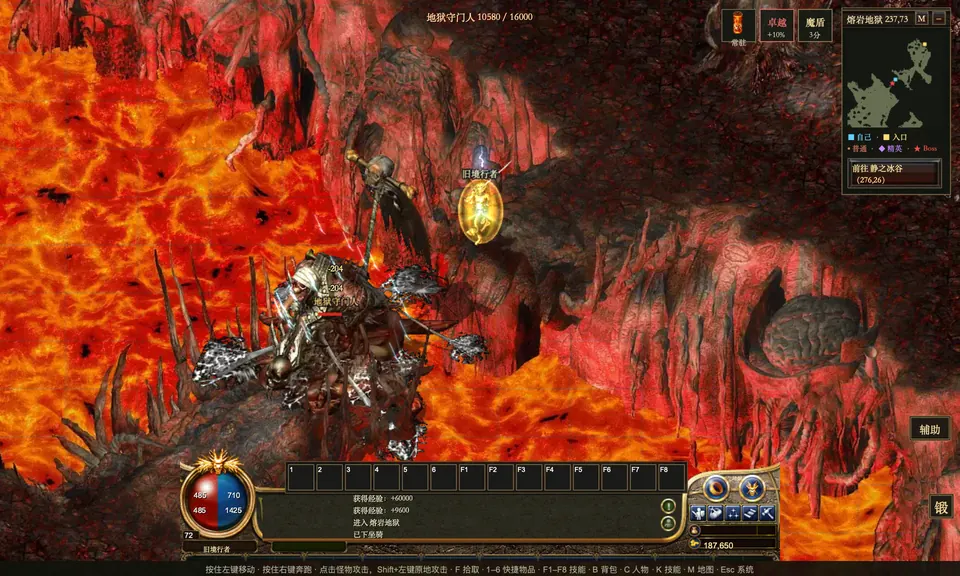 地狱守门人 10580 / 16000
常驻
卓越
+10%
魔盾
3分
熔岩地狱 237,73 M –
自己 · 入口
普通 · 精英 · Boss
前往 静之冰谷
(276,26)
旧境行者
-204
-204
地狱守门人
辅助
锻
1 2 3 4 5 6 F1 F2 F3 F4 F5 F6 F7 F8
485 710
485 1425
72
旧境行者
获得经验：+60000
获得经验：+9600
进入 熔岩地狱
已下坐骑
187,650
按住左键移动 · 按住右键奔跑 · 点击怪物攻击，Shift+左键原地攻击 · F 拾取 · 1–6 快捷物品 · F1–F8 技能 · B 背包 · C 人物 · K 技能 · M 地图 · Esc 系统